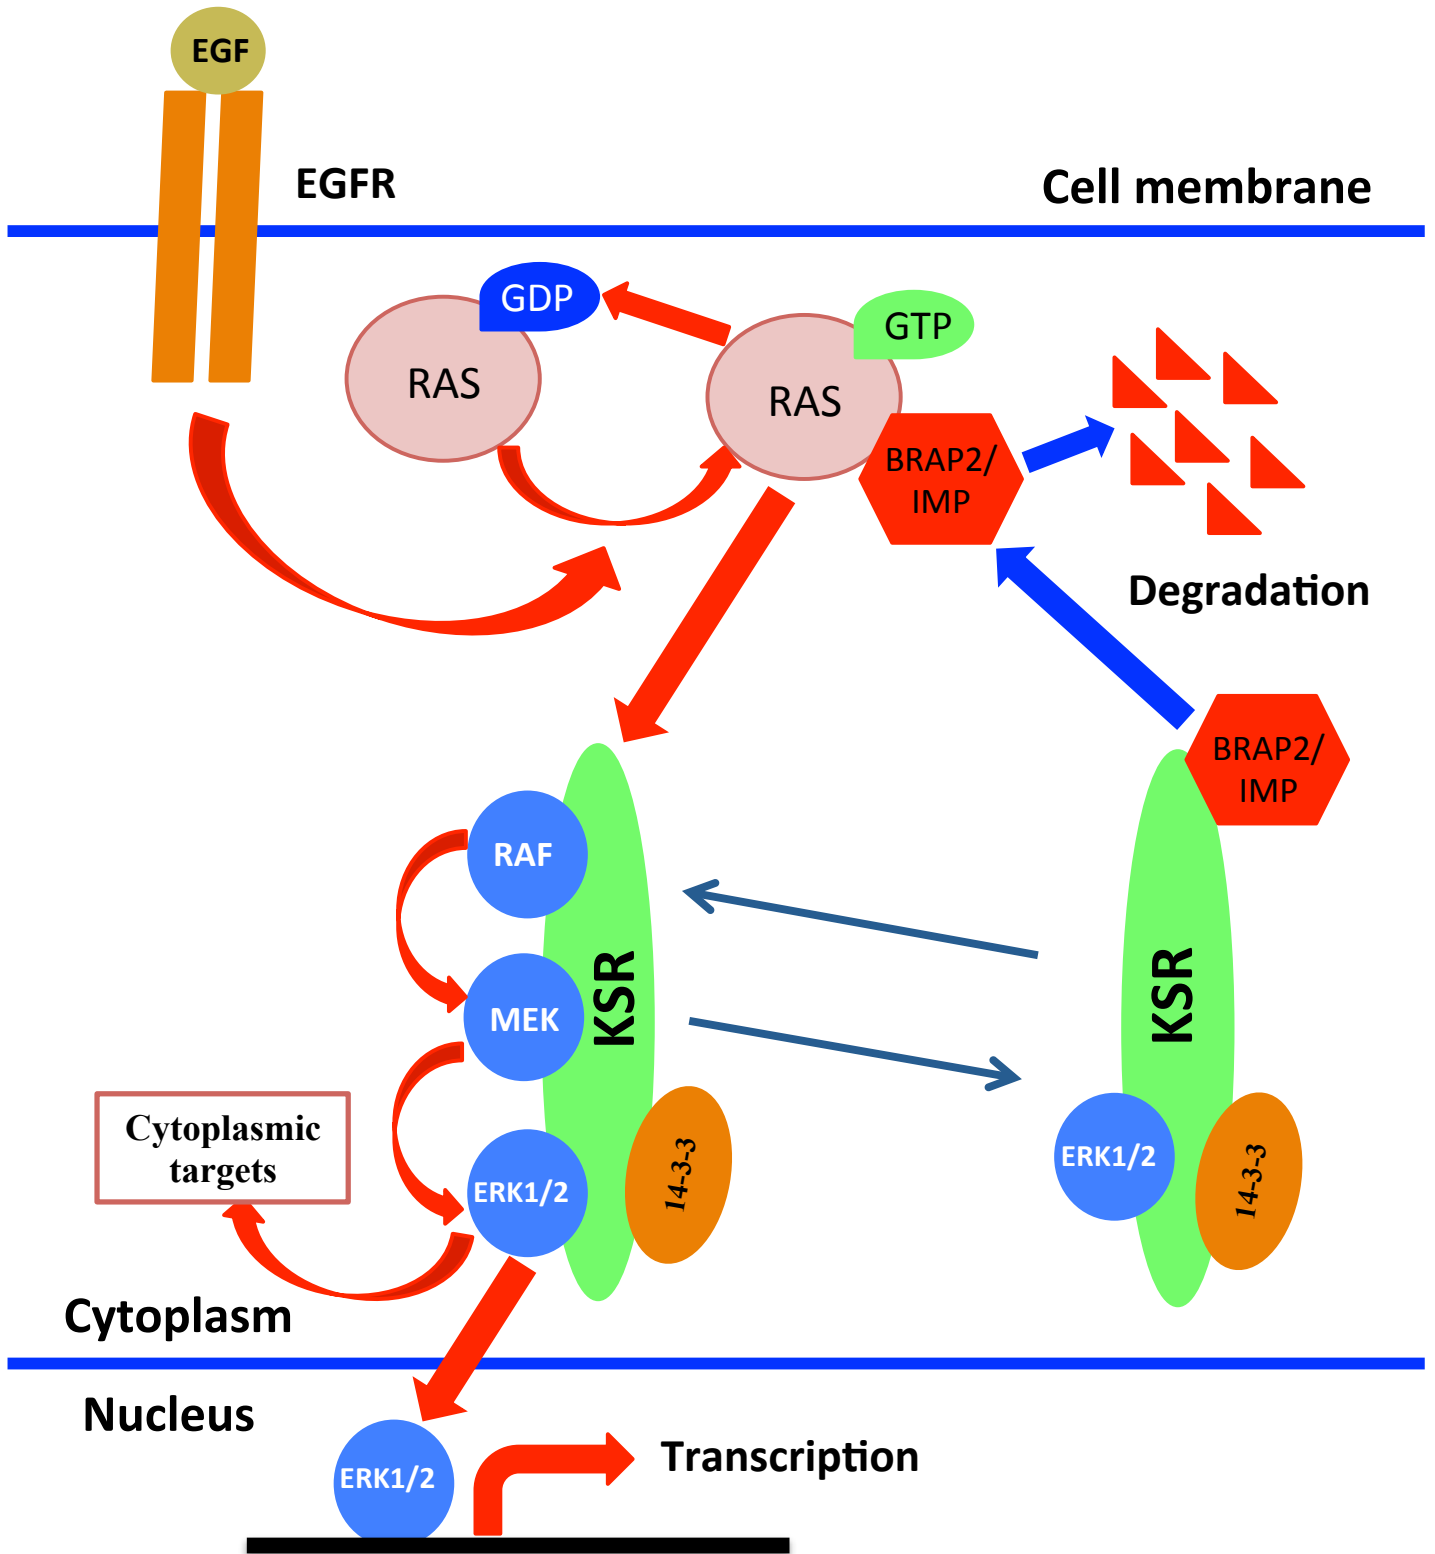 EGF
EGFR
Cell membrane
GDP
GTP
RAS
RAS
BRAP2/
IMP
Degradation
BRAP2/
IMP
RAF
KSR
KSR
MEK
Cytoplasmic
targets
ERK1/2
14-3-3
ERK1/2
14-3-3
Cytoplasm
Nucleus
Transcription
ERK1/2